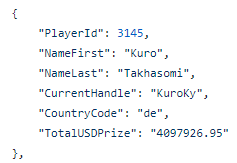 {
"PlayerId": 3145,
"NameFirst": "Kuro",
"NameLast": "Takhasomi",
"CurrentHandle": "KuroKy",
"CountryCode": "de",
"TotalUSDPrize": "4097926.95"
},